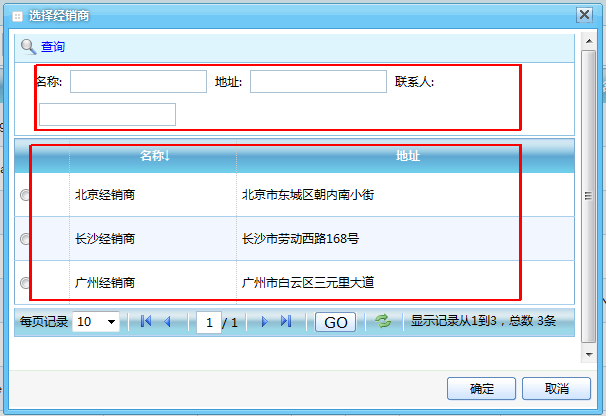 选择经销商
查询
名称: 地址: 联系人:
名称↓ 地址
北京经销商 北京市东城区朝内南小街
长沙经销商 长沙市劳动西路168号
广州经销商 广州市白云区三元里大道
每页记录 10 1 / 1 GO 显示记录从1到3，总数 3条
确定 取消